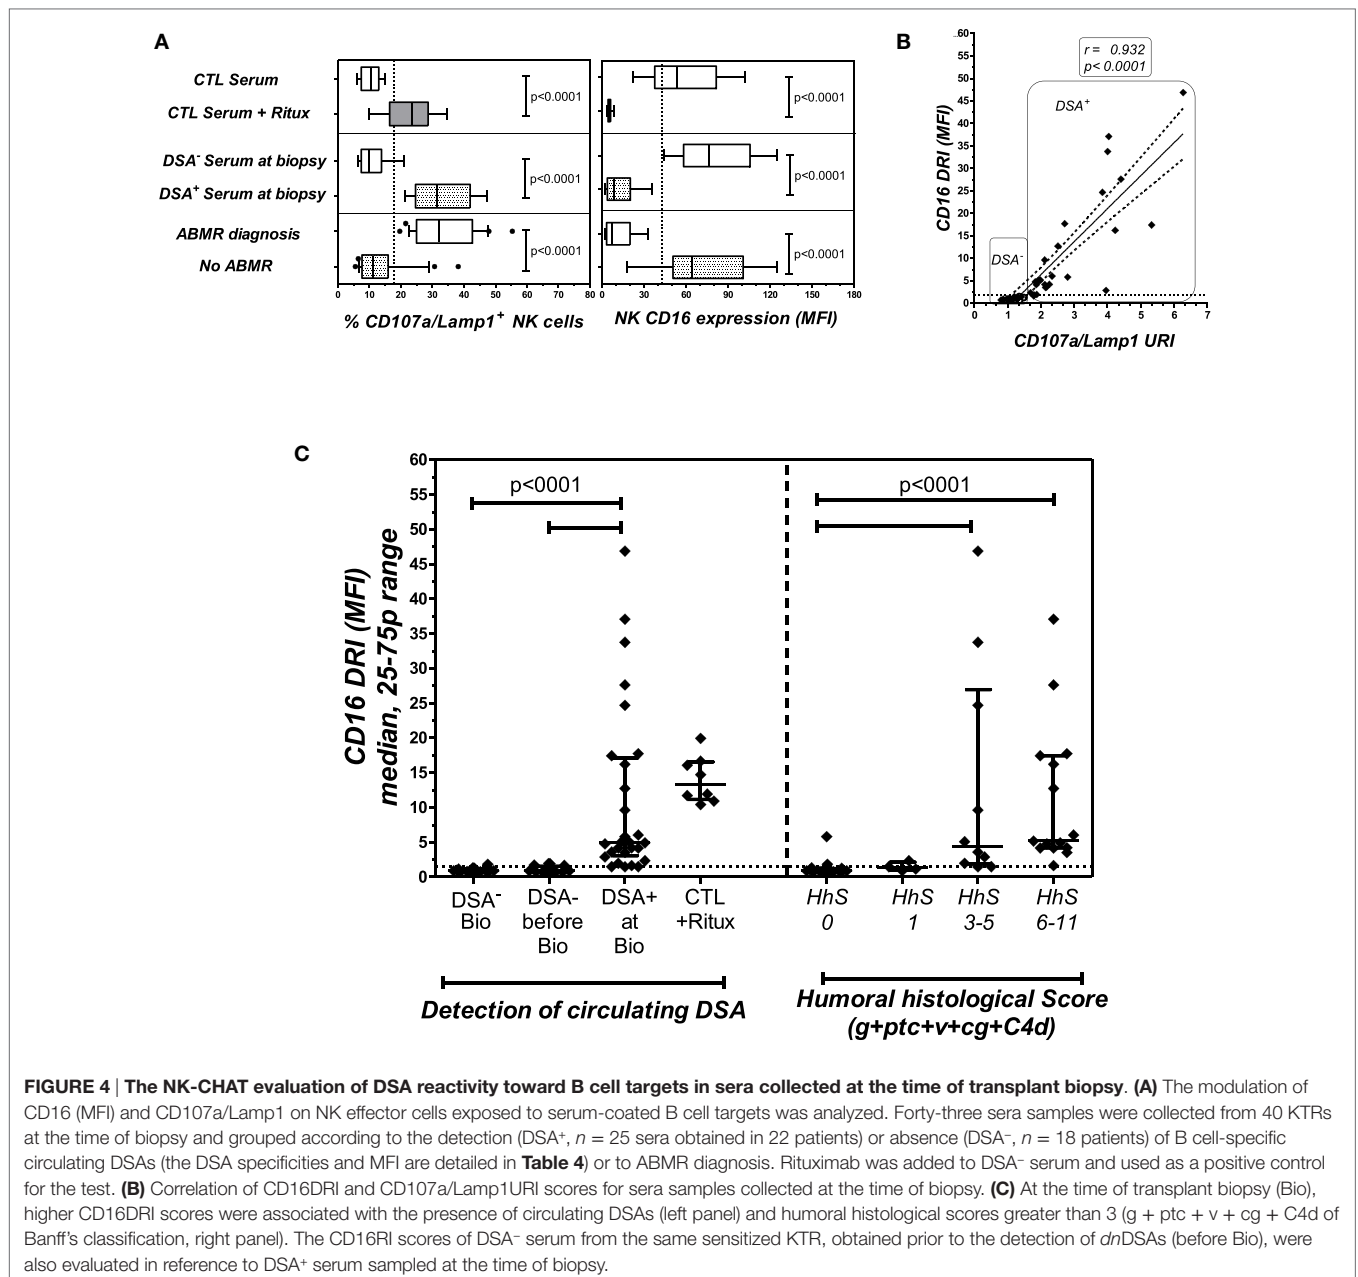 A
CTL Serum
CTL Serum + Ritux
DSA- Serum at biopsy
DSA+ Serum at biopsy
ABMR diagnosis
No ABMR
p<0.0001
p<0.0001
p<0.0001
0 10 20 30 40 50 60 70 80
% CD107a/Lamp1+ NK cells
p<0.0001
p<0.0001
p<0.0001
0 30 60 90 120 150 180
NK CD16 expression (MFI)
B
CD16 DRI (MFI)
60
55
50
45
40
35
30
25
20
15
10
5
0
r = 0.932
p< 0.0001
DSA+
DSA-
0 1 2 3 4 5 6 7
CD107a/Lamp1 URI
C
CD16 DRI (MFI)
median, 25-75p range
60
55
50
45
40
35
30
25
20
15
10
5
0
p<0001
p<0001
DSA- Bio
DSA- before Bio
DSA+ at Bio
CTL +Ritux
HhS 0
HhS 1
HhS 3-5
HhS 6-11
Detection of circulating DSA
Humoral histological Score
(g+ptc+v+cg+C4d)
FIGURE 4 | The NK-CHAT evaluation of DSA reactivity toward B cell targets in sera collected at the time of transplant biopsy. (A) The modulation of
CD16 (MFI) and CD107a/Lamp1 on NK effector cells exposed to serum-coated B cell targets was analyzed. Forty-three sera samples were collected from 40 KTRs
at the time of biopsy and grouped according to the detection (DSA+, n = 25 sera obtained in 22 patients) or absence (DSA−, n = 18 patients) of B cell-specific
circulating DSAs (the DSA specificities and MFI are detailed in Table 4) or to ABMR diagnosis. Rituximab was added to DSA− serum and used as a positive control
for the test. (B) Correlation of CD16DRI and CD107a/Lamp1URI scores for sera samples collected at the time of biopsy. (C) At the time of transplant biopsy (Bio),
higher CD16DRI scores were associated with the presence of circulating DSAs (left panel) and humoral histological scores greater than 3 (g + ptc + v + cg + C4d of
Banff's classification, right panel). The CD16RI scores of DSA− serum from the same sensitized KTR, obtained prior to the detection of dnDSAs (before Bio), were
also evaluated in reference to DSA+ serum sampled at the time of biopsy.